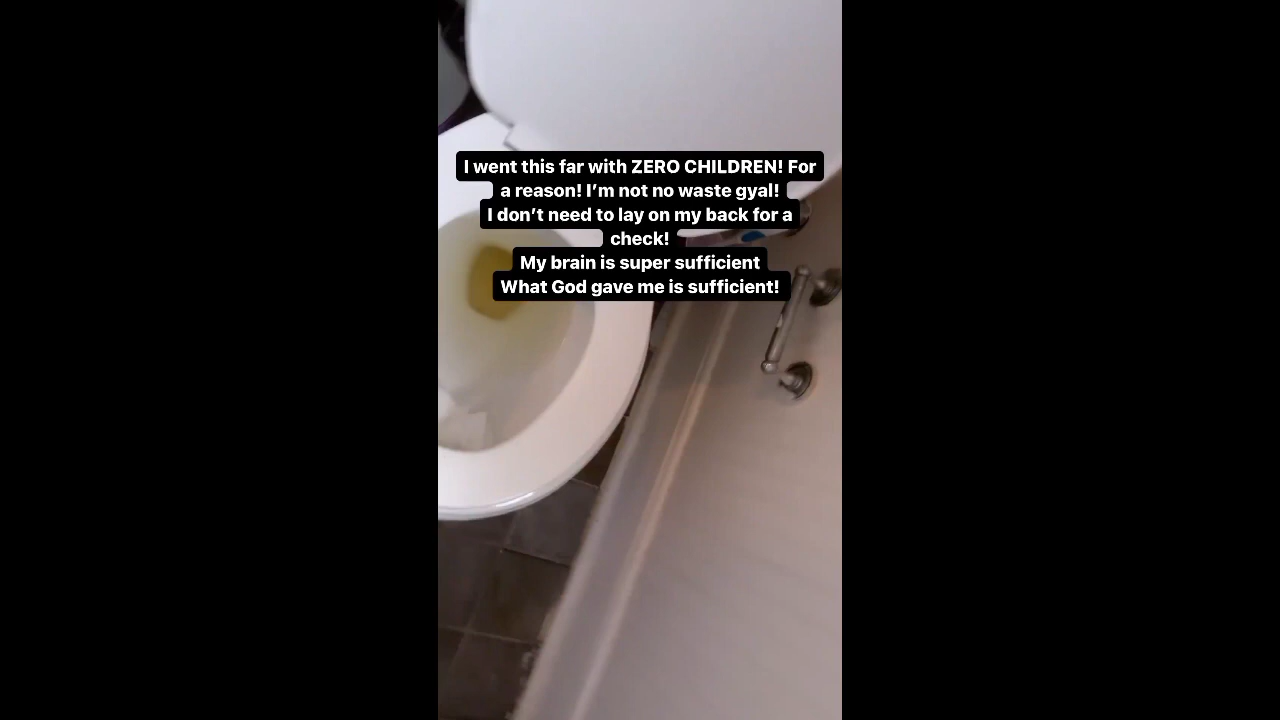 I went this far with ZERO CHILDREN! For
a reason! I’m not no waste gyal!
I don’t need to lay on my back for a
check!
My brain is super sufficient
What God gave me is sufficient!